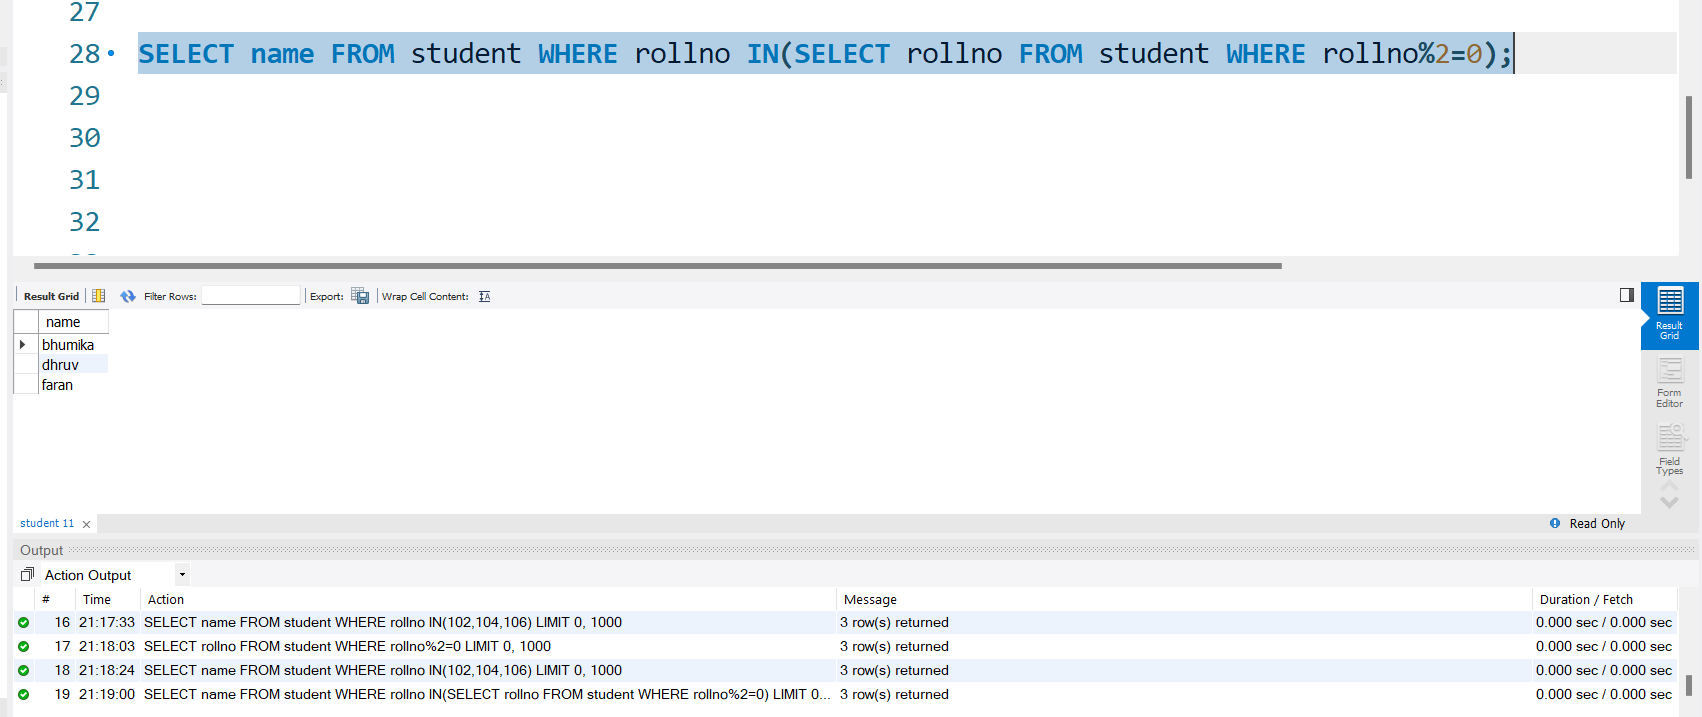 27
28 SELECT name FROM student WHERE rollno IN(SELECT rollno FROM student WHERE rollno%2=0);
29
30
31
32
Result Grid Filter Rows: Export: Wrap Cell Content:
name
bhumika
dhruv
faran
Result
Grid
Form
Editor
Field
Types
student 11 Read Only
Output
Action Output
# Time Action Message Duration / Fetch
16 21:17:33 SELECT name FROM student WHERE rollno IN(102,104,106) LIMIT 0, 1000 3 row(s) returned 0.000 sec / 0.000 sec
17 21:18:03 SELECT rollno FROM student WHERE rollno%2=0 LIMIT 0, 1000 3 row(s) returned 0.000 sec / 0.000 sec
18 21:18:24 SELECT name FROM student WHERE rollno IN(102,104,106) LIMIT 0, 1000 3 row(s) returned 0.000 sec / 0.000 sec
19 21:19:00 SELECT name FROM student WHERE rollno IN(SELECT rollno FROM student WHERE rollno%2=0) LIMIT 0... 3 row(s) returned 0.000 sec / 0.000 sec